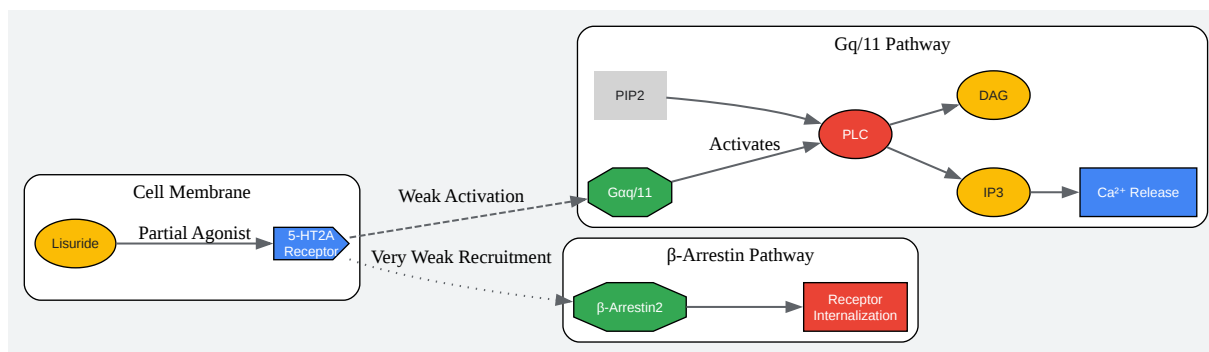 Gq/11 Pathway
PIP2
DAG
PLC
Activates
Gαq/11
IP3
Ca²⁺ Release
Cell Membrane
Lisuride
Partial Agonist
5-HT2A
Receptor
Weak Activation
Very Weak Recruitment
β-Arrestin Pathway
β-Arrestin2
Receptor
Internalization